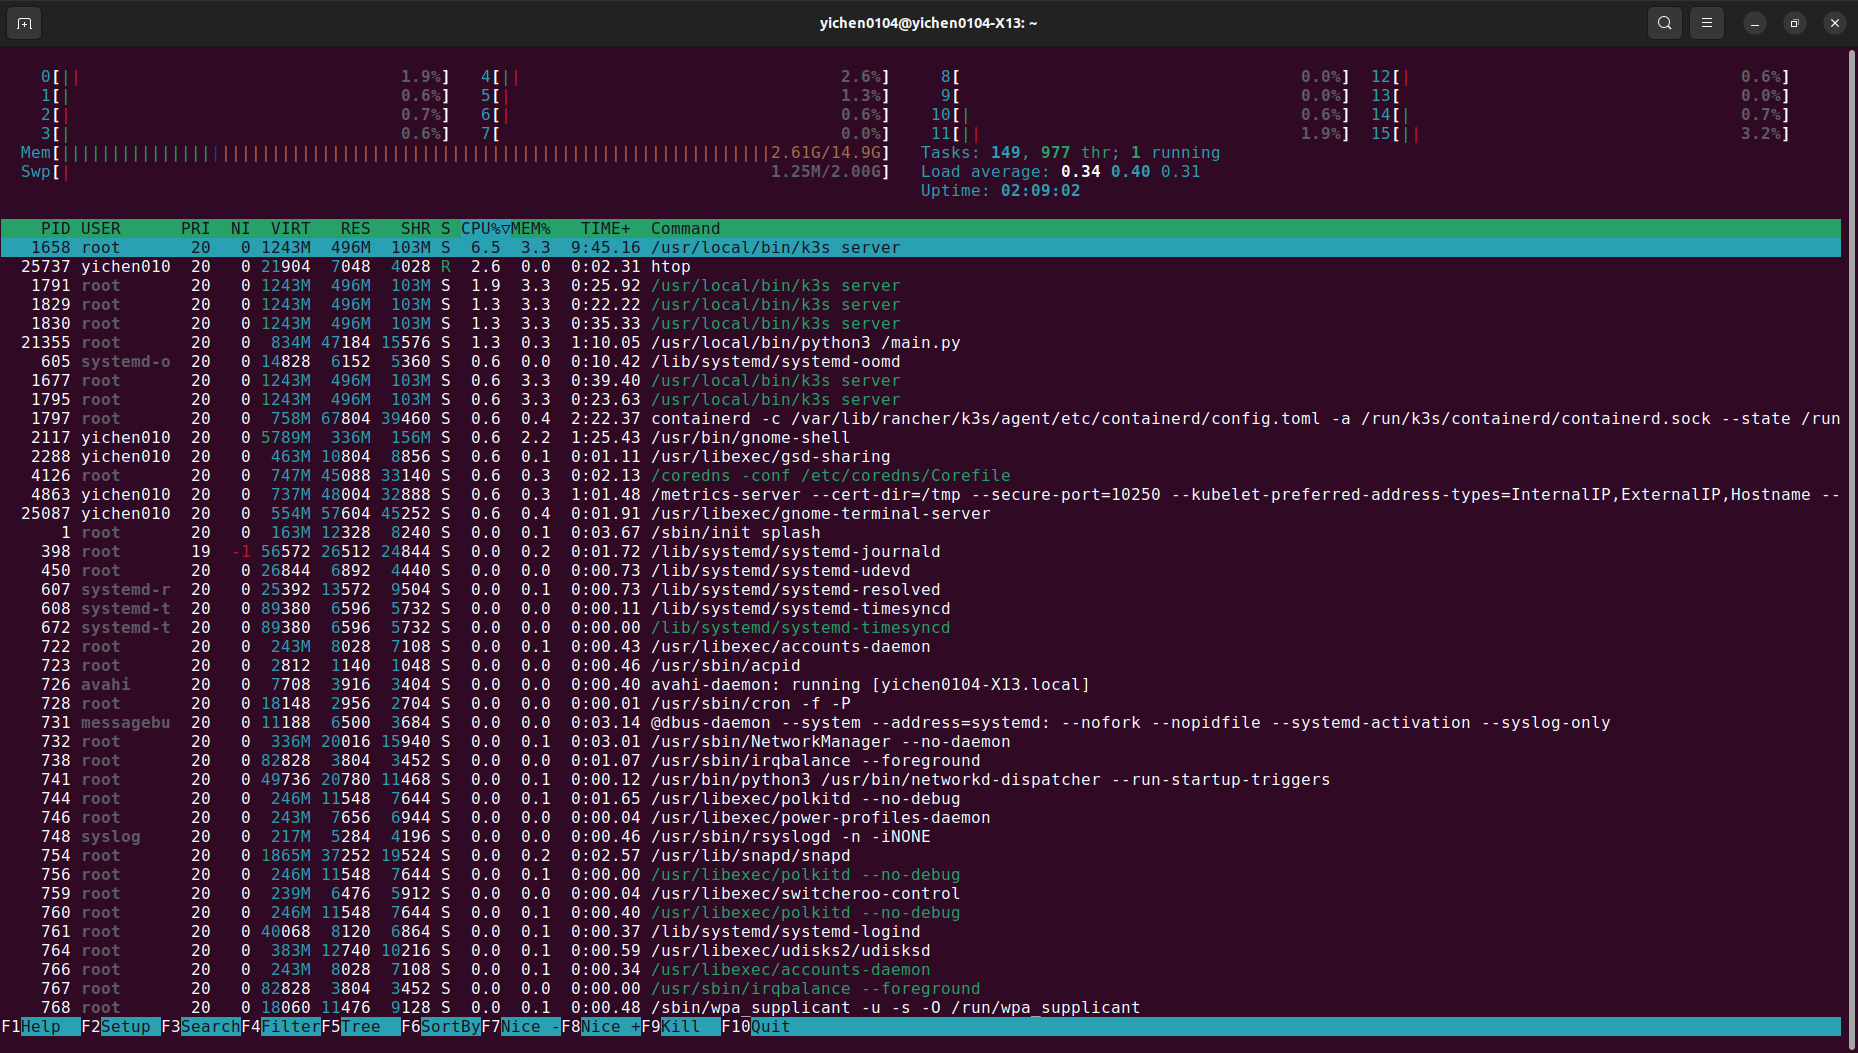 yichen0104@yichen0104-X13: ~
0[|| 1.9%] 4[|| 2.6%] 8[ 0.0%] 12[| 0.6%]
1[| 0.6%] 5[| 1.3%] 9[ 0.0%] 13[ 0.0%]
2[| 0.7%] 6[| 0.6%] 10[| 0.6%] 14[| 0.7%]
3[| 0.6%] 7[ 0.0%] 11[|| 1.9%] 15[|| 3.2%]
Mem[|||||||||||||||||||||||||||||||||||||||||||||||||||||||||||||||||||||||2.61G/14.9G] Tasks: 149, 977 thr; 1 running
Swp[| 1.25M/2.00G] Load average: 0.34 0.40 0.31
Uptime: 02:09:02
PID USER PRI NI VIRT RES SHR S CPU%▽MEM% TIME+ Command
1658 root 20 0 1243M 496M 103M S 6.5 3.3 9:45.16 /usr/local/bin/k3s server
25737 yichen010 20 0 21904 7048 4028 R 2.6 0.0 0:02.31 htop
1791 root 20 0 1243M 496M 103M S 1.9 3.3 0:25.92 /usr/local/bin/k3s server
1829 root 20 0 1243M 496M 103M S 1.3 3.3 0:22.22 /usr/local/bin/k3s server
1830 root 20 0 1243M 496M 103M S 1.3 3.3 0:35.33 /usr/local/bin/k3s server
21355 root 20 0 834M 47184 15576 S 1.3 0.3 1:10.05 /usr/local/bin/python3 /main.py
605 systemd-o 20 0 14828 6152 5360 S 0.6 0.0 0:10.42 /lib/systemd/systemd-oomd
1677 root 20 0 1243M 496M 103M S 0.6 3.3 0:39.40 /usr/local/bin/k3s server
1795 root 20 0 1243M 496M 103M S 0.6 3.3 0:23.63 /usr/local/bin/k3s server
1797 root 20 0 758M 67804 39460 S 0.6 0.4 2:22.37 containerd -c /var/lib/rancher/k3s/agent/etc/containerd/config.toml -a /run/k3s/containerd/containerd.sock --state /run
2117 yichen010 20 0 5789M 336M 156M S 0.6 2.2 1:25.43 /usr/bin/gnome-shell
2288 yichen010 20 0 463M 10804 8856 S 0.6 0.1 0:01.11 /usr/libexec/gsd-sharing
4126 root 20 0 747M 45088 33140 S 0.6 0.3 0:02.13 /coredns -conf /etc/coredns/Corefile
4863 yichen010 20 0 737M 48004 32888 S 0.6 0.3 1:01.48 /metrics-server --cert-dir=/tmp --secure-port=10250 --kubelet-preferred-address-types=InternalIP,ExternalIP,Hostname --
25087 yichen010 20 0 554M 57604 45252 S 0.6 0.4 0:01.91 /usr/libexec/gnome-terminal-server
1 root 20 0 163M 12328 8240 S 0.0 0.1 0:03.67 /sbin/init splash
398 root 19 -1 56572 26512 24844 S 0.0 0.2 0:01.72 /lib/systemd/systemd-journald
450 root 20 0 26844 6892 4440 S 0.0 0.0 0:00.73 /lib/systemd/systemd-udevd
607 systemd-r 20 0 25392 13572 9504 S 0.0 0.1 0:00.73 /lib/systemd/systemd-resolved
608 systemd-t 20 0 89380 6596 5732 S 0.0 0.0 0:00.11 /lib/systemd/systemd-timesyncd
672 systemd-t 20 0 89380 6596 5732 S 0.0 0.0 0:00.00 /lib/systemd/systemd-timesyncd
722 root 20 0 243M 8028 7108 S 0.0 0.1 0:00.43 /usr/libexec/accounts-daemon
723 root 20 0 2812 1140 1048 S 0.0 0.0 0:00.46 /usr/sbin/acpid
726 avahi 20 0 7708 3916 3404 S 0.0 0.0 0:00.40 avahi-daemon: running [yichen0104-X13.local]
728 root 20 0 18148 2956 2704 S 0.0 0.0 0:00.01 /usr/sbin/cron -f -P
731 messagebu 20 0 11188 6500 3684 S 0.0 0.0 0:03.14 @dbus-daemon --system --address=systemd: --nofork --nopidfile --systemd-activation --syslog-only
732 root 20 0 336M 20016 15940 S 0.0 0.1 0:03.01 /usr/sbin/NetworkManager --no-daemon
738 root 20 0 82828 3804 3452 S 0.0 0.0 0:01.07 /usr/sbin/irqbalance --foreground
741 root 20 0 49736 20780 11468 S 0.0 0.1 0:00.12 /usr/bin/python3 /usr/bin/networkd-dispatcher --run-startup-triggers
744 root 20 0 246M 11548 7644 S 0.0 0.1 0:01.65 /usr/libexec/polkitd --no-debug
746 root 20 0 243M 7656 6944 S 0.0 0.0 0:00.04 /usr/libexec/power-profiles-daemon
748 syslog 20 0 217M 5284 4196 S 0.0 0.0 0:00.46 /usr/sbin/rsyslogd -n -iNONE
754 root 20 0 1865M 37252 19524 S 0.0 0.2 0:02.57 /usr/lib/snapd/snapd
756 root 20 0 246M 11548 7644 S 0.0 0.1 0:00.00 /usr/libexec/polkitd --no-debug
759 root 20 0 239M 6476 5912 S 0.0 0.0 0:00.04 /usr/libexec/switcheroo-control
760 root 20 0 246M 11548 7644 S 0.0 0.1 0:00.40 /usr/libexec/polkitd --no-debug
761 root 20 0 40068 8120 6864 S 0.0 0.1 0:00.37 /lib/systemd/systemd-logind
764 root 20 0 383M 12740 10216 S 0.0 0.1 0:00.59 /usr/libexec/udisks2/udisksd
766 root 20 0 243M 8028 7108 S 0.0 0.1 0:00.34 /usr/libexec/accounts-daemon
767 root 20 0 82828 3804 3452 S 0.0 0.0 0:00.00 /usr/sbin/irqbalance --foreground
768 root 20 0 18060 11476 9128 S 0.0 0.1 0:00.48 /sbin/wpa_supplicant -u -s -O /run/wpa_supplicant
F1Help F2Setup F3SearchF4FilterF5Tree F6SortByF7Nice -F8Nice +F9Kill F10Quit